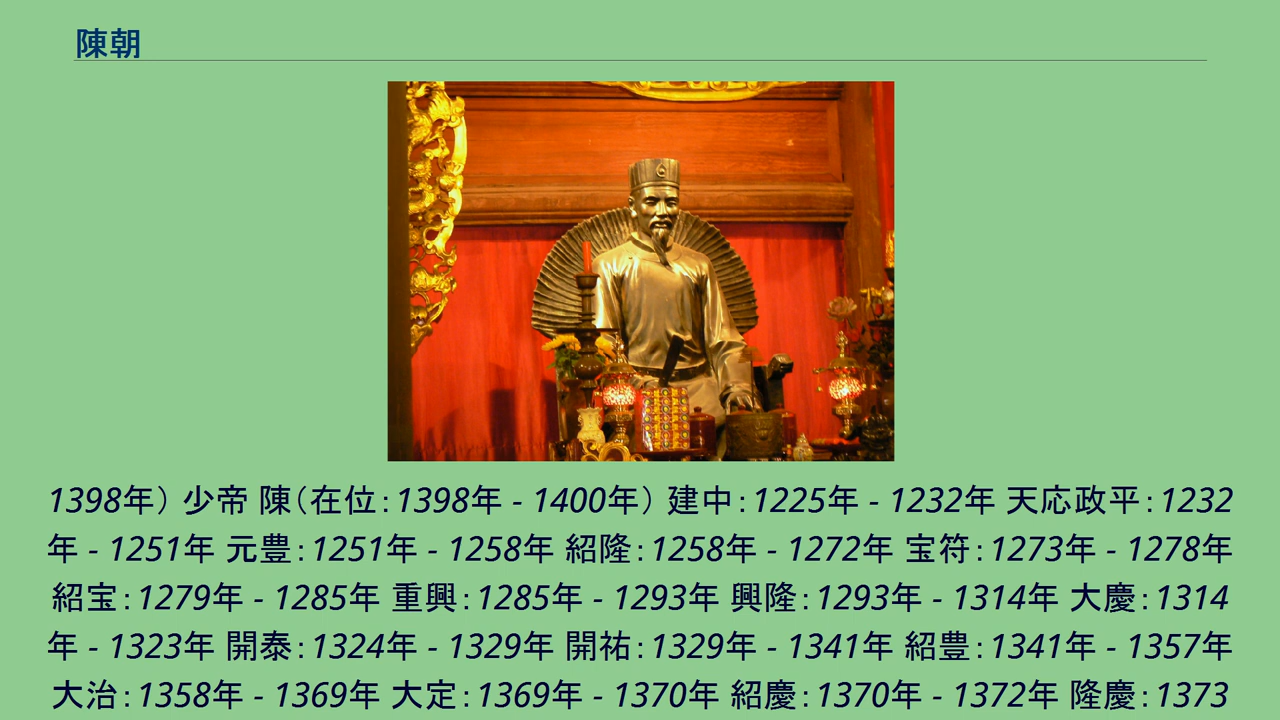 陳朝
1398年） 少帝 陳（在位：1398年 - 1400年） 建中：1225年 - 1232年 天応政平：1232
年 - 1251年 元豊：1251年 - 1258年 紹隆：1258年 - 1272年 宝符：1273年 - 1278年
紹宝：1279年 - 1285年 重興：1285年 - 1293年 興隆：1293年 - 1314年 大慶：1314
年 - 1323年 開泰：1324年 - 1329年 開祐：1329年 - 1341年 紹豊：1341年 - 1357年
大治：1358年 - 1369年 大定：1369年 - 1370年 紹慶：1370年 - 1372年 隆慶：1373